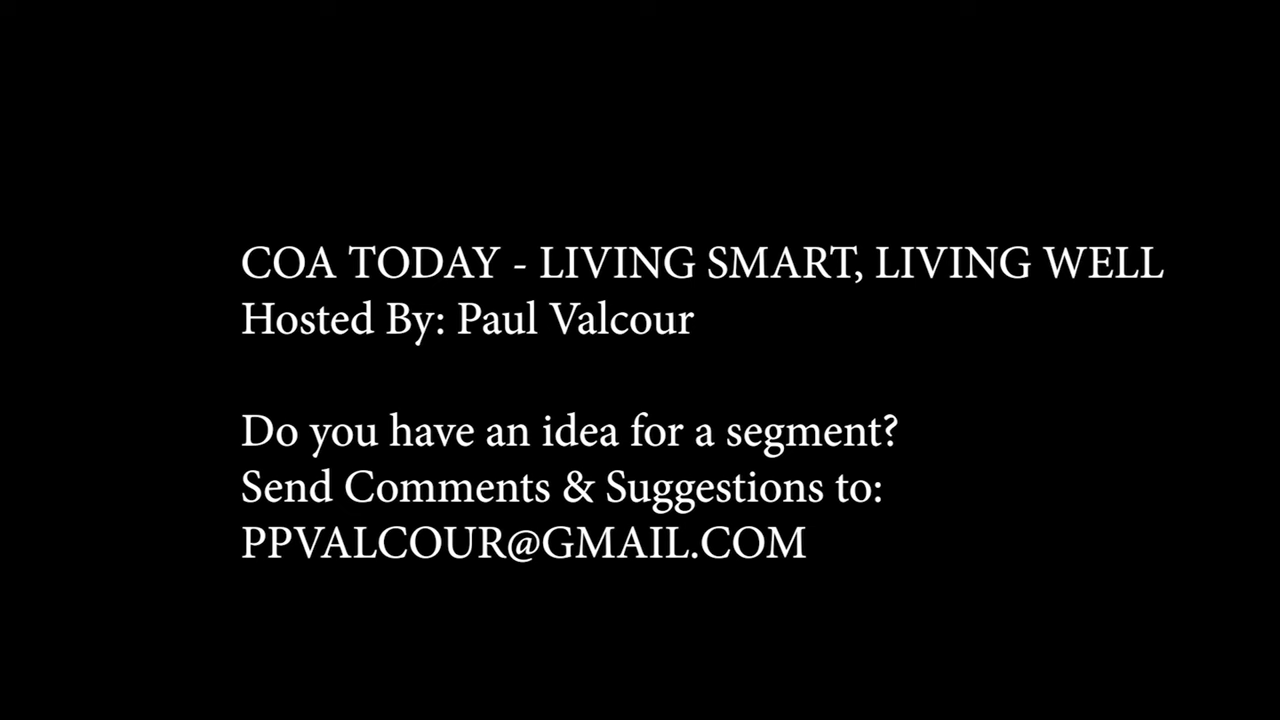 COA TODAY - LIVING SMART, LIVING WELL
Hosted By: Paul Valcour
Do you have an idea for a segment?
Send Comments & Suggestions to:
PPVALCOUR@GMAIL.COM